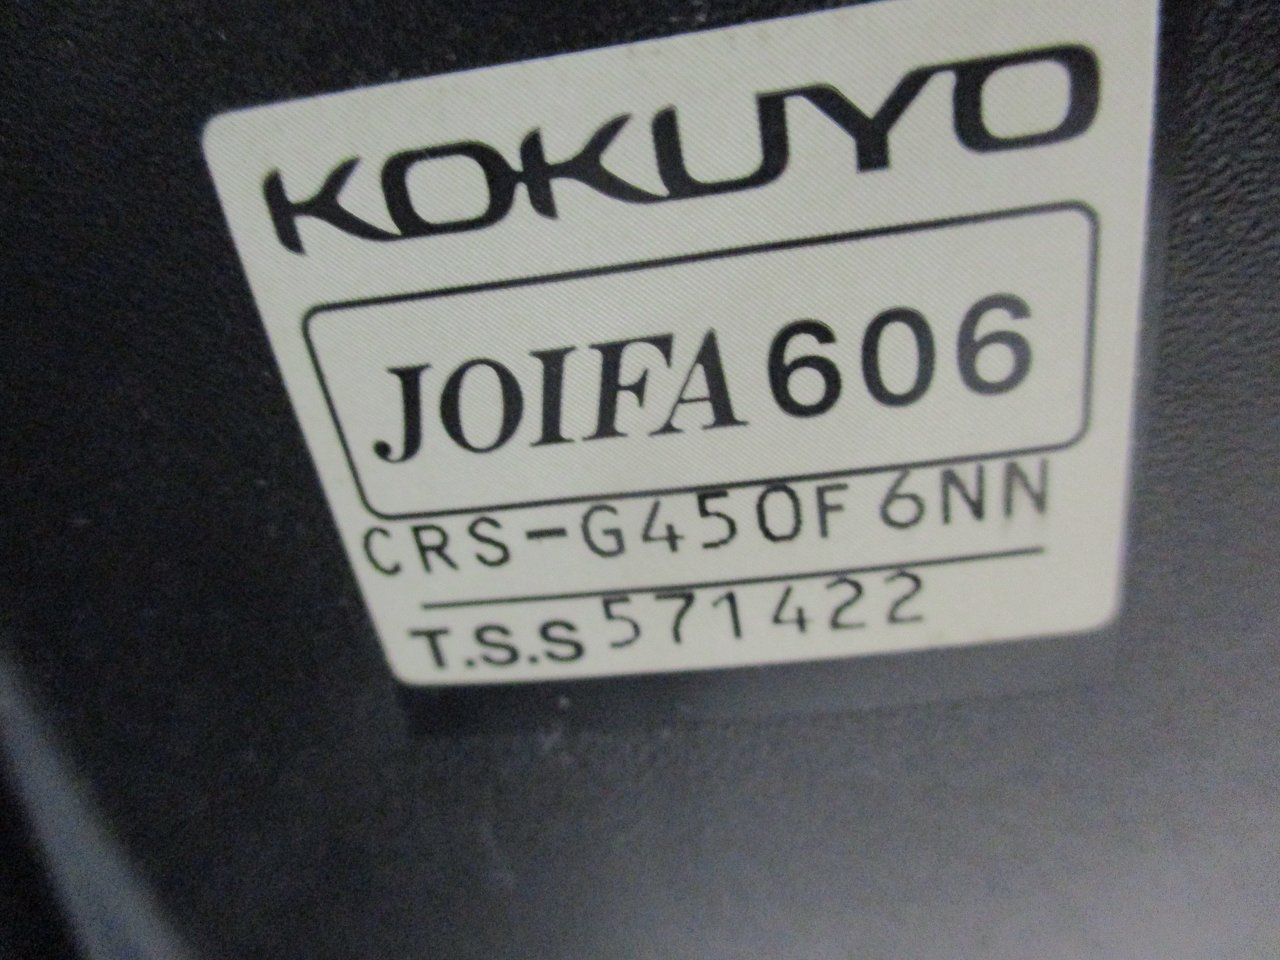 KOKUYO
JOIFA 606
CRS-G450F6NN
T.S.S 571422